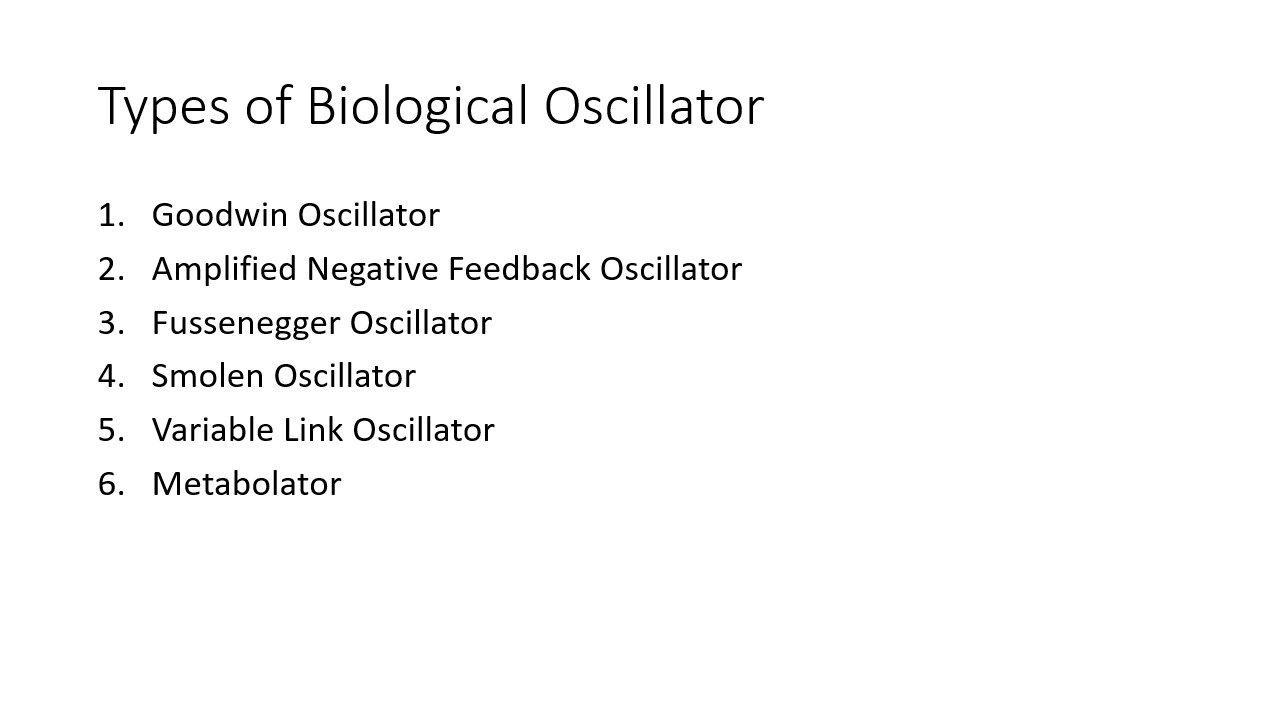 Types of Biological Oscillator
1. Goodwin Oscillator
2. Amplified Negative Feedback Oscillator
3. Fussenegger Oscillator
4. Smolen Oscillator
5. Variable Link Oscillator
6. Metabolator